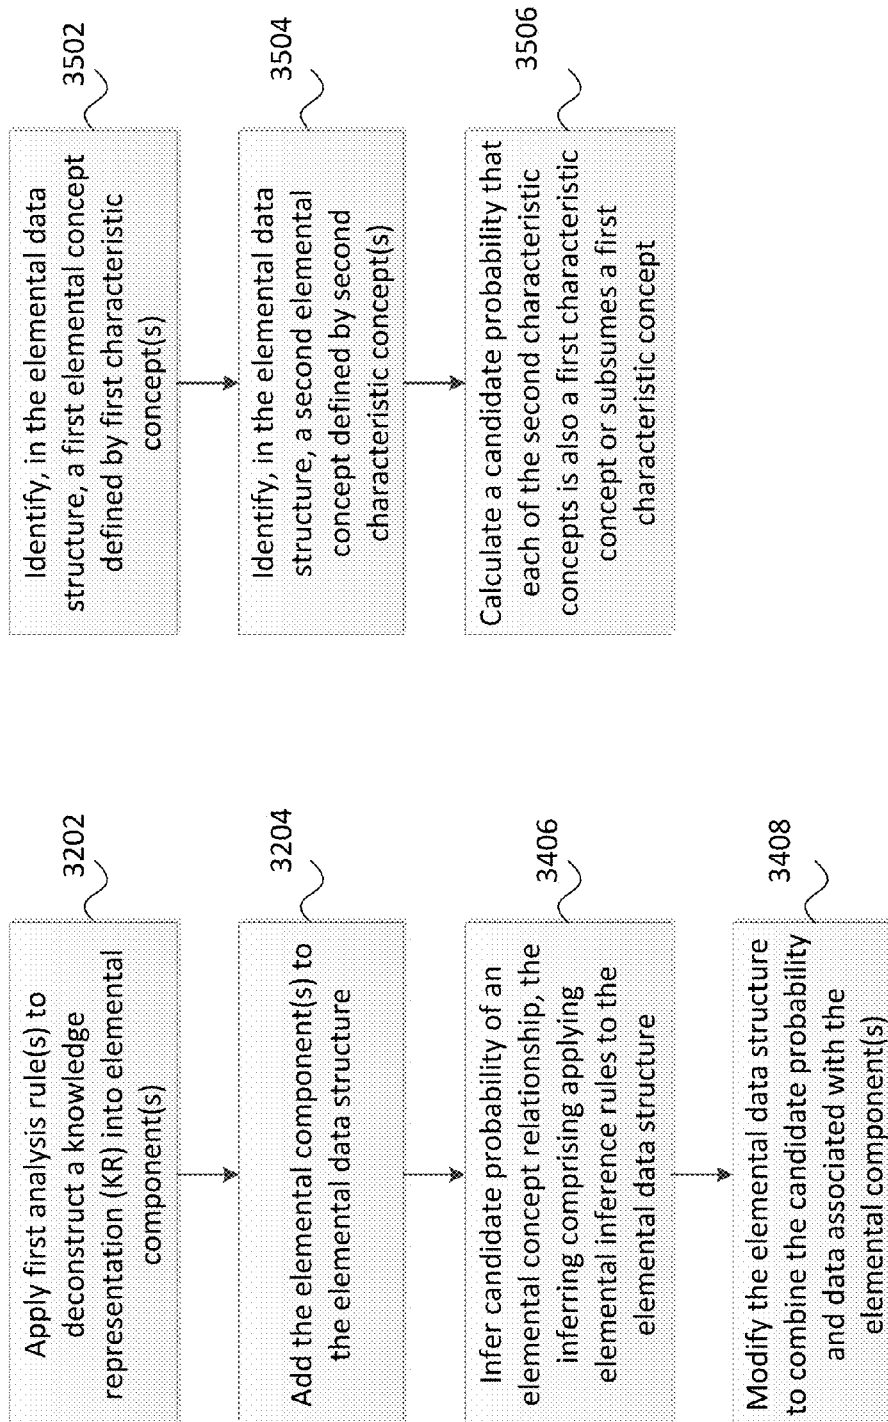 3202
Apply first analysis rule(s) to
deconstruct a knowledge
representation (KR) into elemental
component(s)
3204
Add the elemental component(s) to
the elemental data structure
3406
Infer candidate probability of an
elemental concept relationship, the
inferring comprising applying
elemental inference rules to the
elemental data structure
3408
Modify the elemental data structure
to combine the candidate probability
and data associated with the
elemental component(s)
3502
Identify, in the elemental data
structure, a first elemental concept
defined by first characteristic
concept(s)
3504
Identify, in the elemental data
structure, a second elemental
concept defined by second
characteristic concept(s)
3506
Calculate a candidate probability that
each of the second characteristic
concepts is also a first characteristic
concept or subsumes a first
characteristic concept